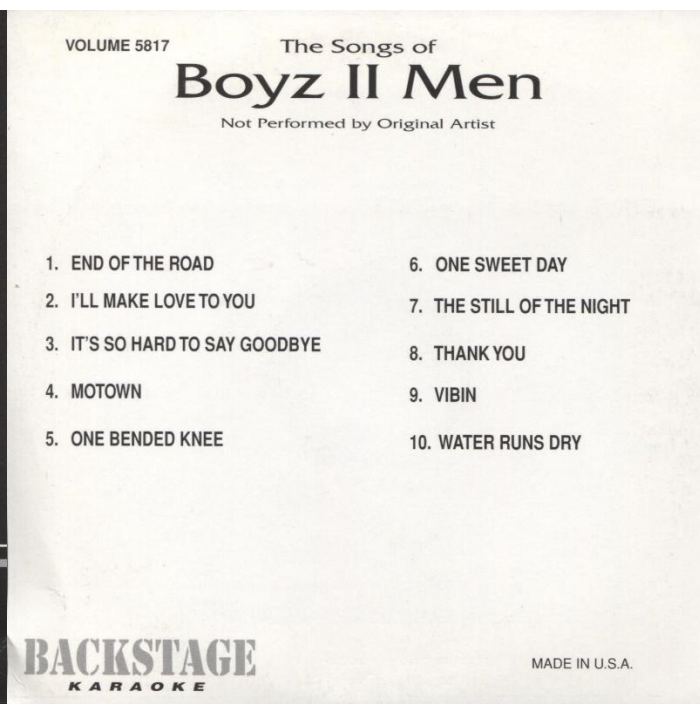 VOLUME 5817
The Songs of
Boyz II Men
Not Performed by Original Artist
1. END OF THE ROAD
2. I'LL MAKE LOVE TO YOU
3. IT'S SO HARD TO SAY GOODBYE
4. MOTOWN
5. ONE BENDED KNEE
6. ONE SWEET DAY
7. THE STILL OF THE NIGHT
8. THANK YOU
9. VIBIN
10. WATER RUNS DRY
BACKSTAGE
KARAOKE
MADE IN U.S.A.